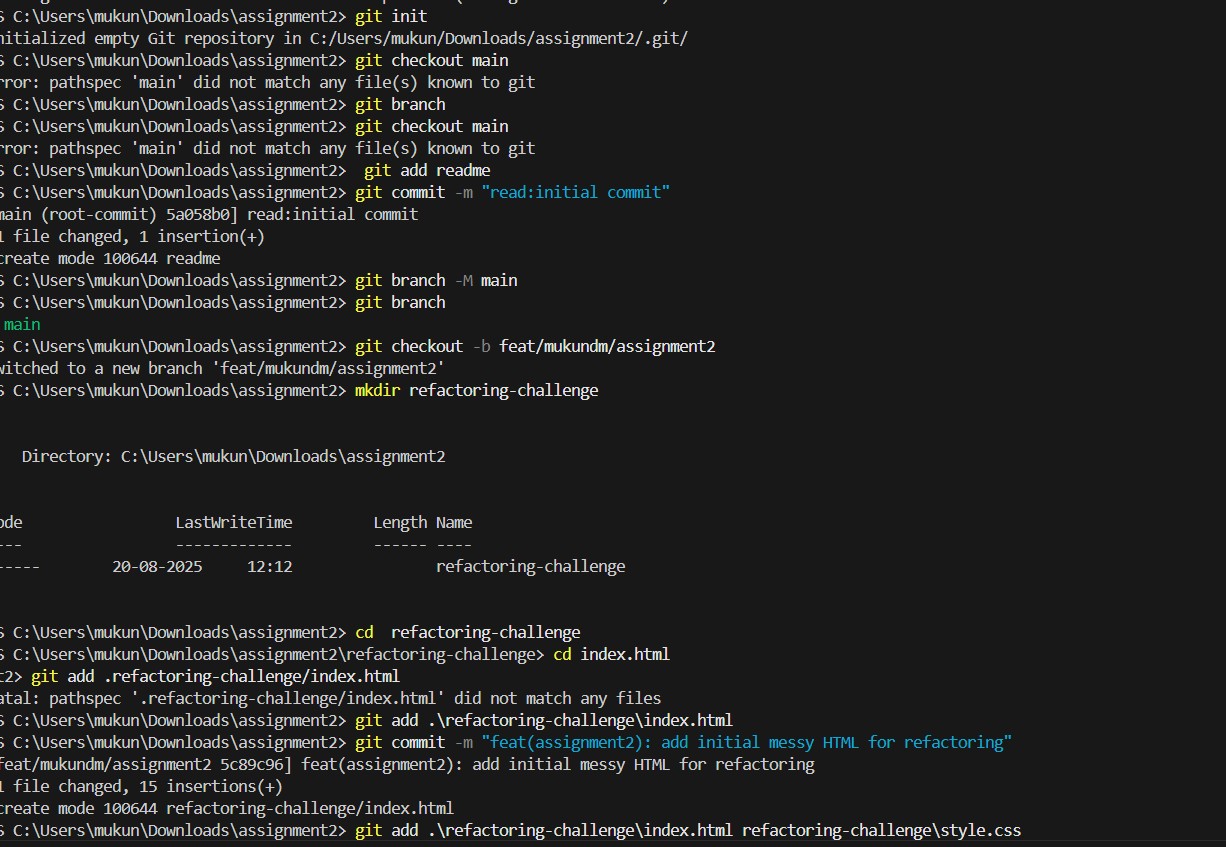 S C:\Users\mukun\Downloads\assignment2> git init
nitialized empty Git repository in C:/Users/mukun/Downloads/assignment2/.git/
S C:\Users\mukun\Downloads\assignment2> git checkout main
rror: pathspec 'main' did not match any file(s) known to git
S C:\Users\mukun\Downloads\assignment2> git branch
S C:\Users\mukun\Downloads\assignment2> git checkout main
rror: pathspec 'main' did not match any file(s) known to git
S C:\Users\mukun\Downloads\assignment2>  git add readme
S C:\Users\mukun\Downloads\assignment2> git commit -m "read:initial commit"
main (root-commit) 5a058b0] read:initial commit
1 file changed, 1 insertion(+)
create mode 100644 readme
S C:\Users\mukun\Downloads\assignment2> git branch -M main
S C:\Users\mukun\Downloads\assignment2> git branch
main
S C:\Users\mukun\Downloads\assignment2> git checkout -b feat/mukundm/assignment2
witched to a new branch 'feat/mukundm/assignment2'
S C:\Users\mukun\Downloads\assignment2> mkdir refactoring-challenge
Directory: C:\Users\mukun\Downloads\assignment2
ode LastWriteTime Length Name
--- ------------- ------ ----
----- 20-08-2025 12:12 refactoring-challenge
S C:\Users\mukun\Downloads\assignment2> cd  refactoring-challenge
S C:\Users\mukun\Downloads\assignment2\refactoring-challenge> cd index.html
t2> git add .refactoring-challenge/index.html
atal: pathspec '.refactoring-challenge/index.html' did not match any files
S C:\Users\mukun\Downloads\assignment2> git add .\refactoring-challenge\index.html
S C:\Users\mukun\Downloads\assignment2> git commit -m "feat(assignment2): add initial messy HTML for refactoring"
feat/mukundm/assignment2 5c89c96] feat(assignment2): add initial messy HTML for refactoring
1 file changed, 15 insertions(+)
create mode 100644 refactoring-challenge/index.html
S C:\Users\mukun\Downloads\assignment2> git add .\refactoring-challenge\index.html refactoring-challenge\style.css